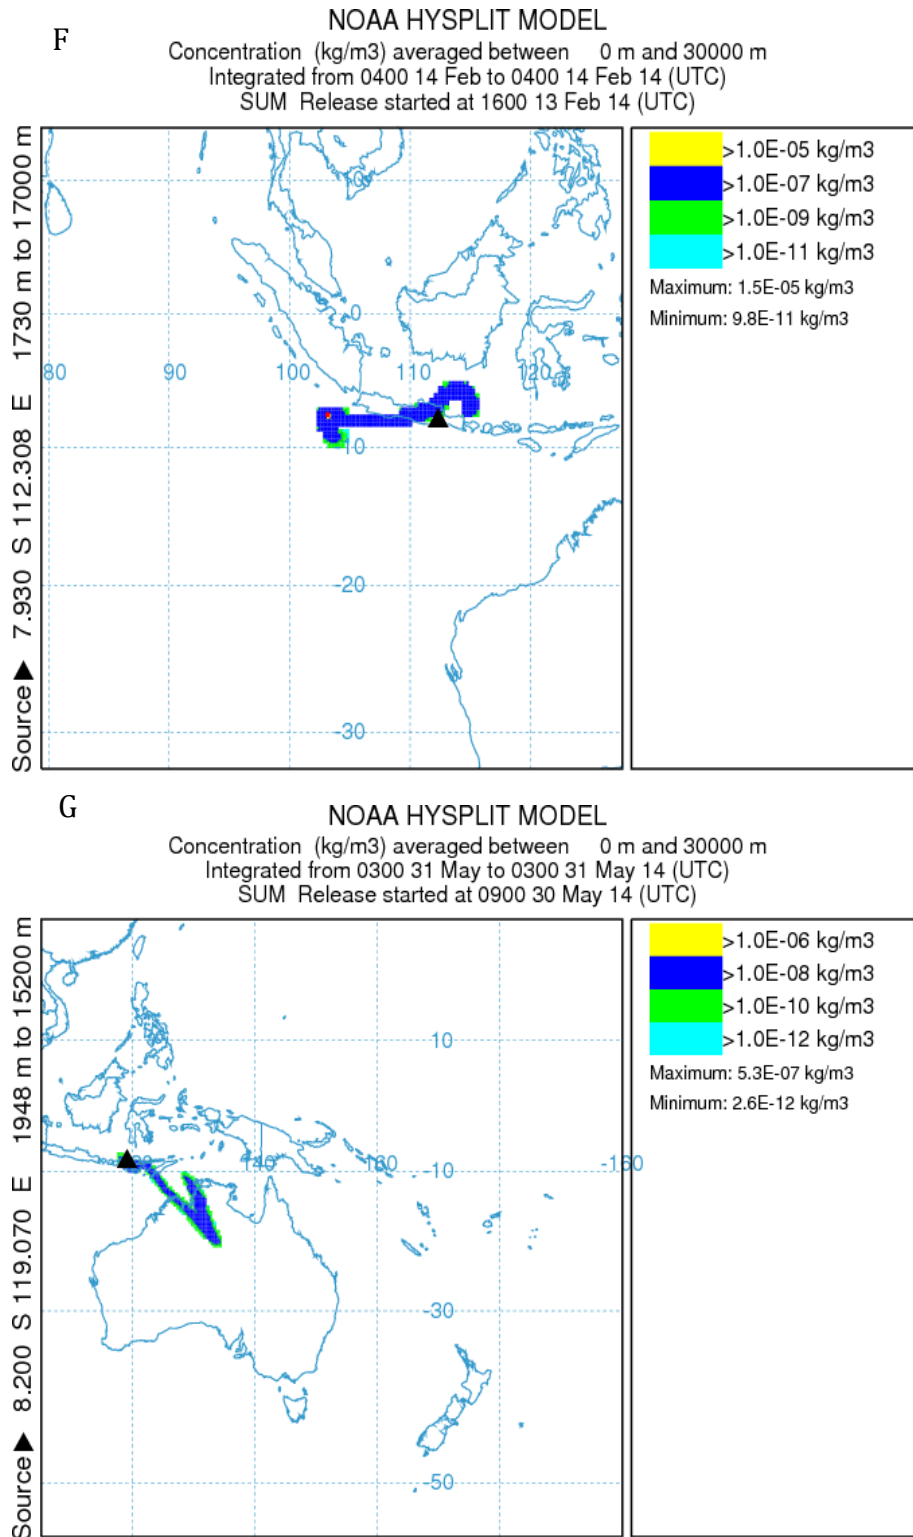 F
NOAA HYSPLIT MODEL
Concentration (kg/m3) averaged between 0 m and 30000 m
Integrated from 0400 14 Feb to 0400 14 Feb 14 (UTC)
SUM Release started at 1600 13 Feb 14 (UTC)
Source ▲ 7.930 S 112.308 E 1730 m to 17000 m
0
80 90 100 110 120
-10
-20
-30
>1.0E-05 kg/m3
>1.0E-07 kg/m3
>1.0E-09 kg/m3
>1.0E-11 kg/m3
Maximum: 1.5E-05 kg/m3
Minimum: 9.8E-11 kg/m3
G
NOAA HYSPLIT MODEL
Concentration (kg/m3) averaged between 0 m and 30000 m
Integrated from 0300 31 May to 0300 31 May 14 (UTC)
SUM Release started at 0900 30 May 14 (UTC)
Source ▲ 8.200 S 119.070 E 1948 m to 15200 m
10
140 160 -10 -160
-30
-50
>1.0E-06 kg/m3
>1.0E-08 kg/m3
>1.0E-10 kg/m3
>1.0E-12 kg/m3
Maximum: 5.3E-07 kg/m3
Minimum: 2.6E-12 kg/m3